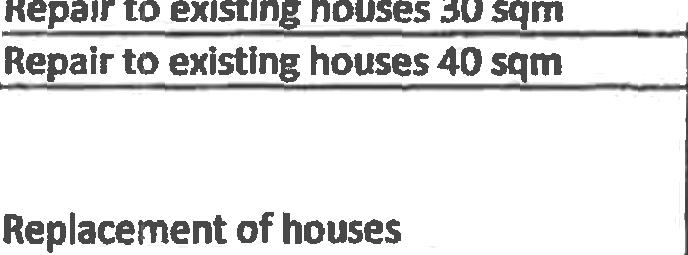 Repair to existing houses 30 sqm
Repair to existing houses 40 sqm
Replacement of houses